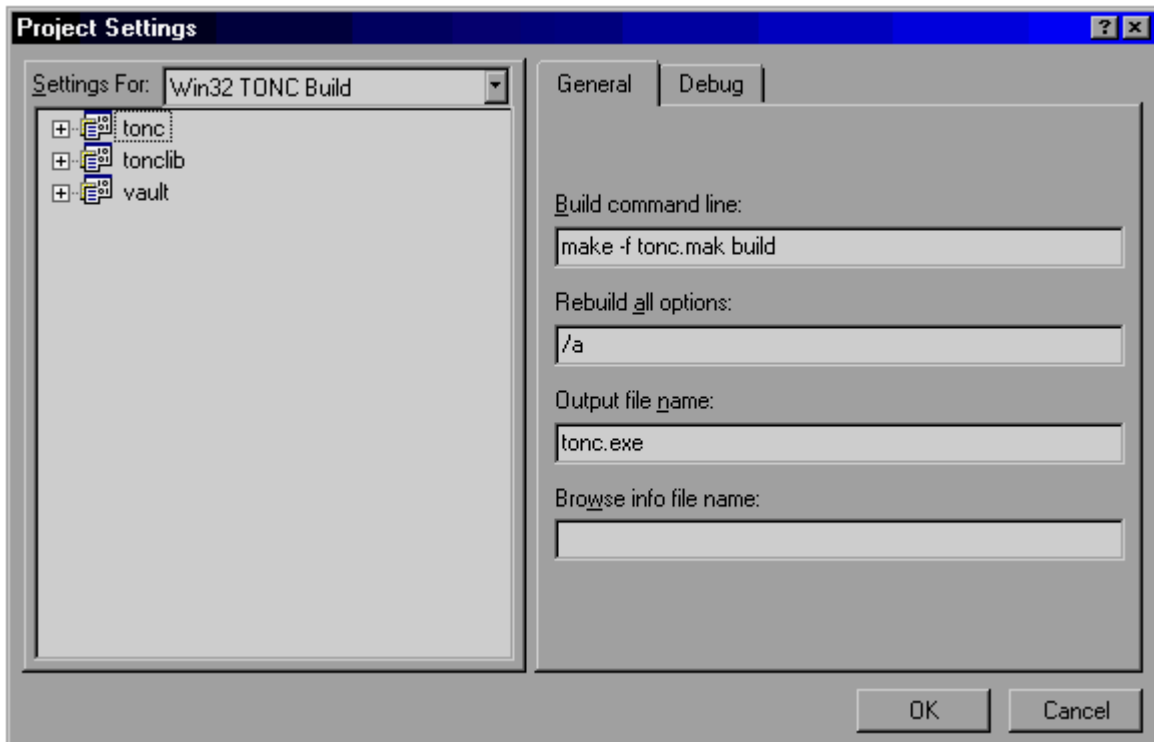 Project Settings
Settings For: Win32 TONC Build
tonc
tonclib
vault
General Debug
Build command line:
make -f tonc.mak build
Rebuild all options:
/a
Output file name:
tonc.exe
Browse info file name:
OK Cancel